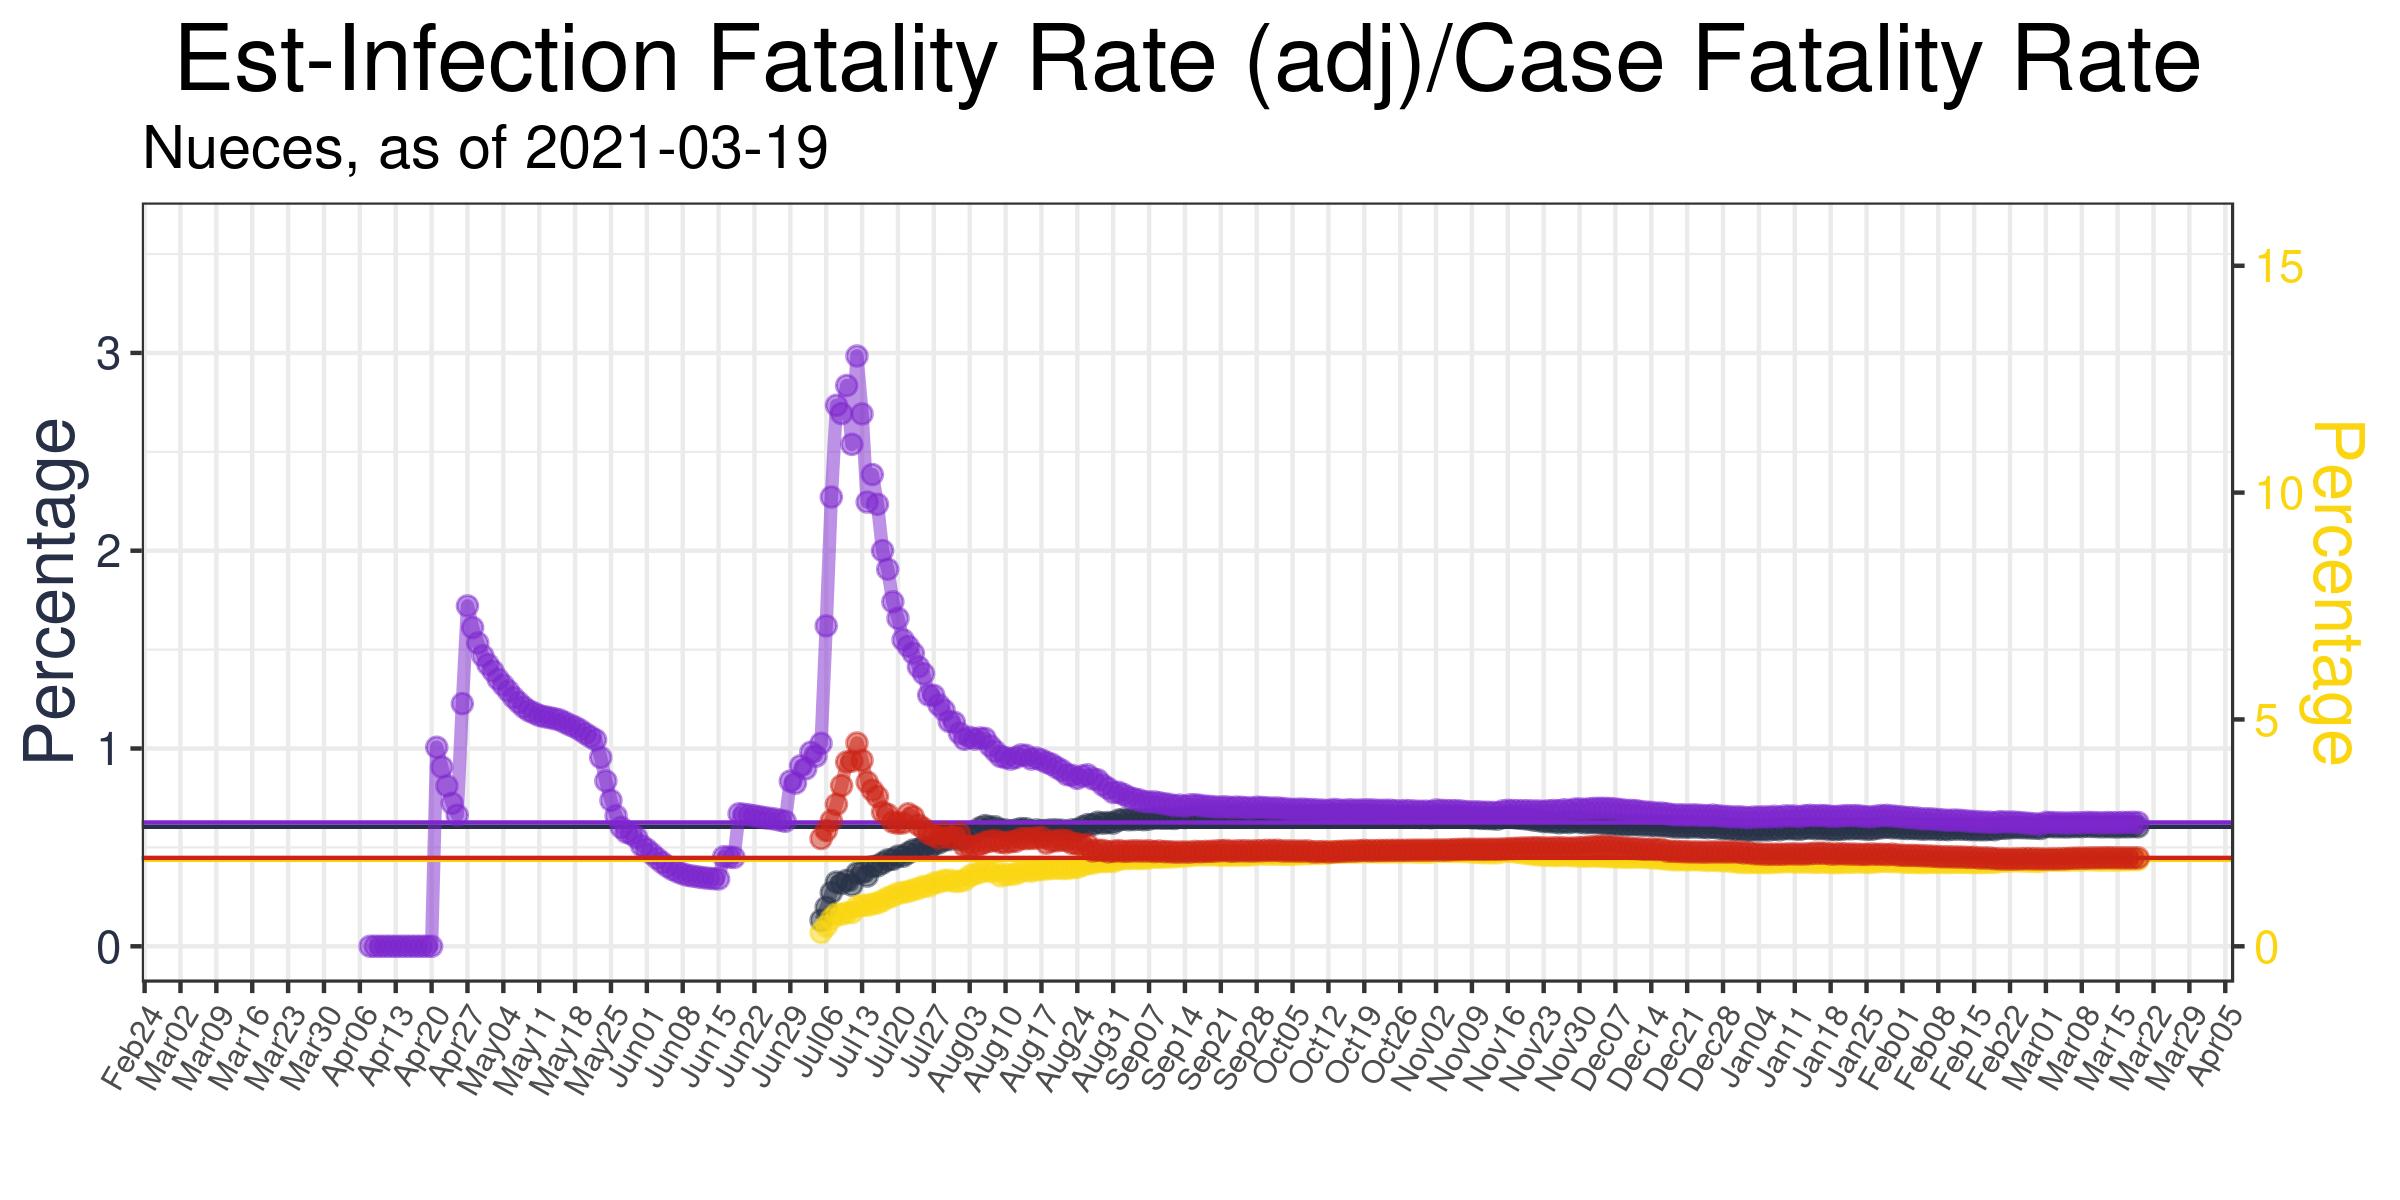 Est-Infection Fatality Rate (adj)/Case Fatality Rate
Nueces, as of 2021-03-19
Percentage
3
2
1
0
15
10
5
0
Percentage
Feb24
Mar02
Mar09
Mar16
Mar23
Mar30
Apr06
Apr13
Apr20
Apr27
May04
May11
May18
May25
Jun01
Jun08
Jun15
Jun22
Jun29
Jul06
Jul13
Jul20
Jul27
Aug03
Aug10
Aug17
Aug24
Aug31
Sep07
Sep14
Sep21
Sep28
Oct05
Oct12
Oct19
Oct26
Nov02
Nov09
Nov16
Nov23
Nov30
Dec07
Dec14
Dec21
Dec28
Jan04
Jan11
Jan18
Jan25
Feb01
Feb08
Feb15
Feb22
Mar01
Mar08
Mar15
Mar22
Mar29
Apr05